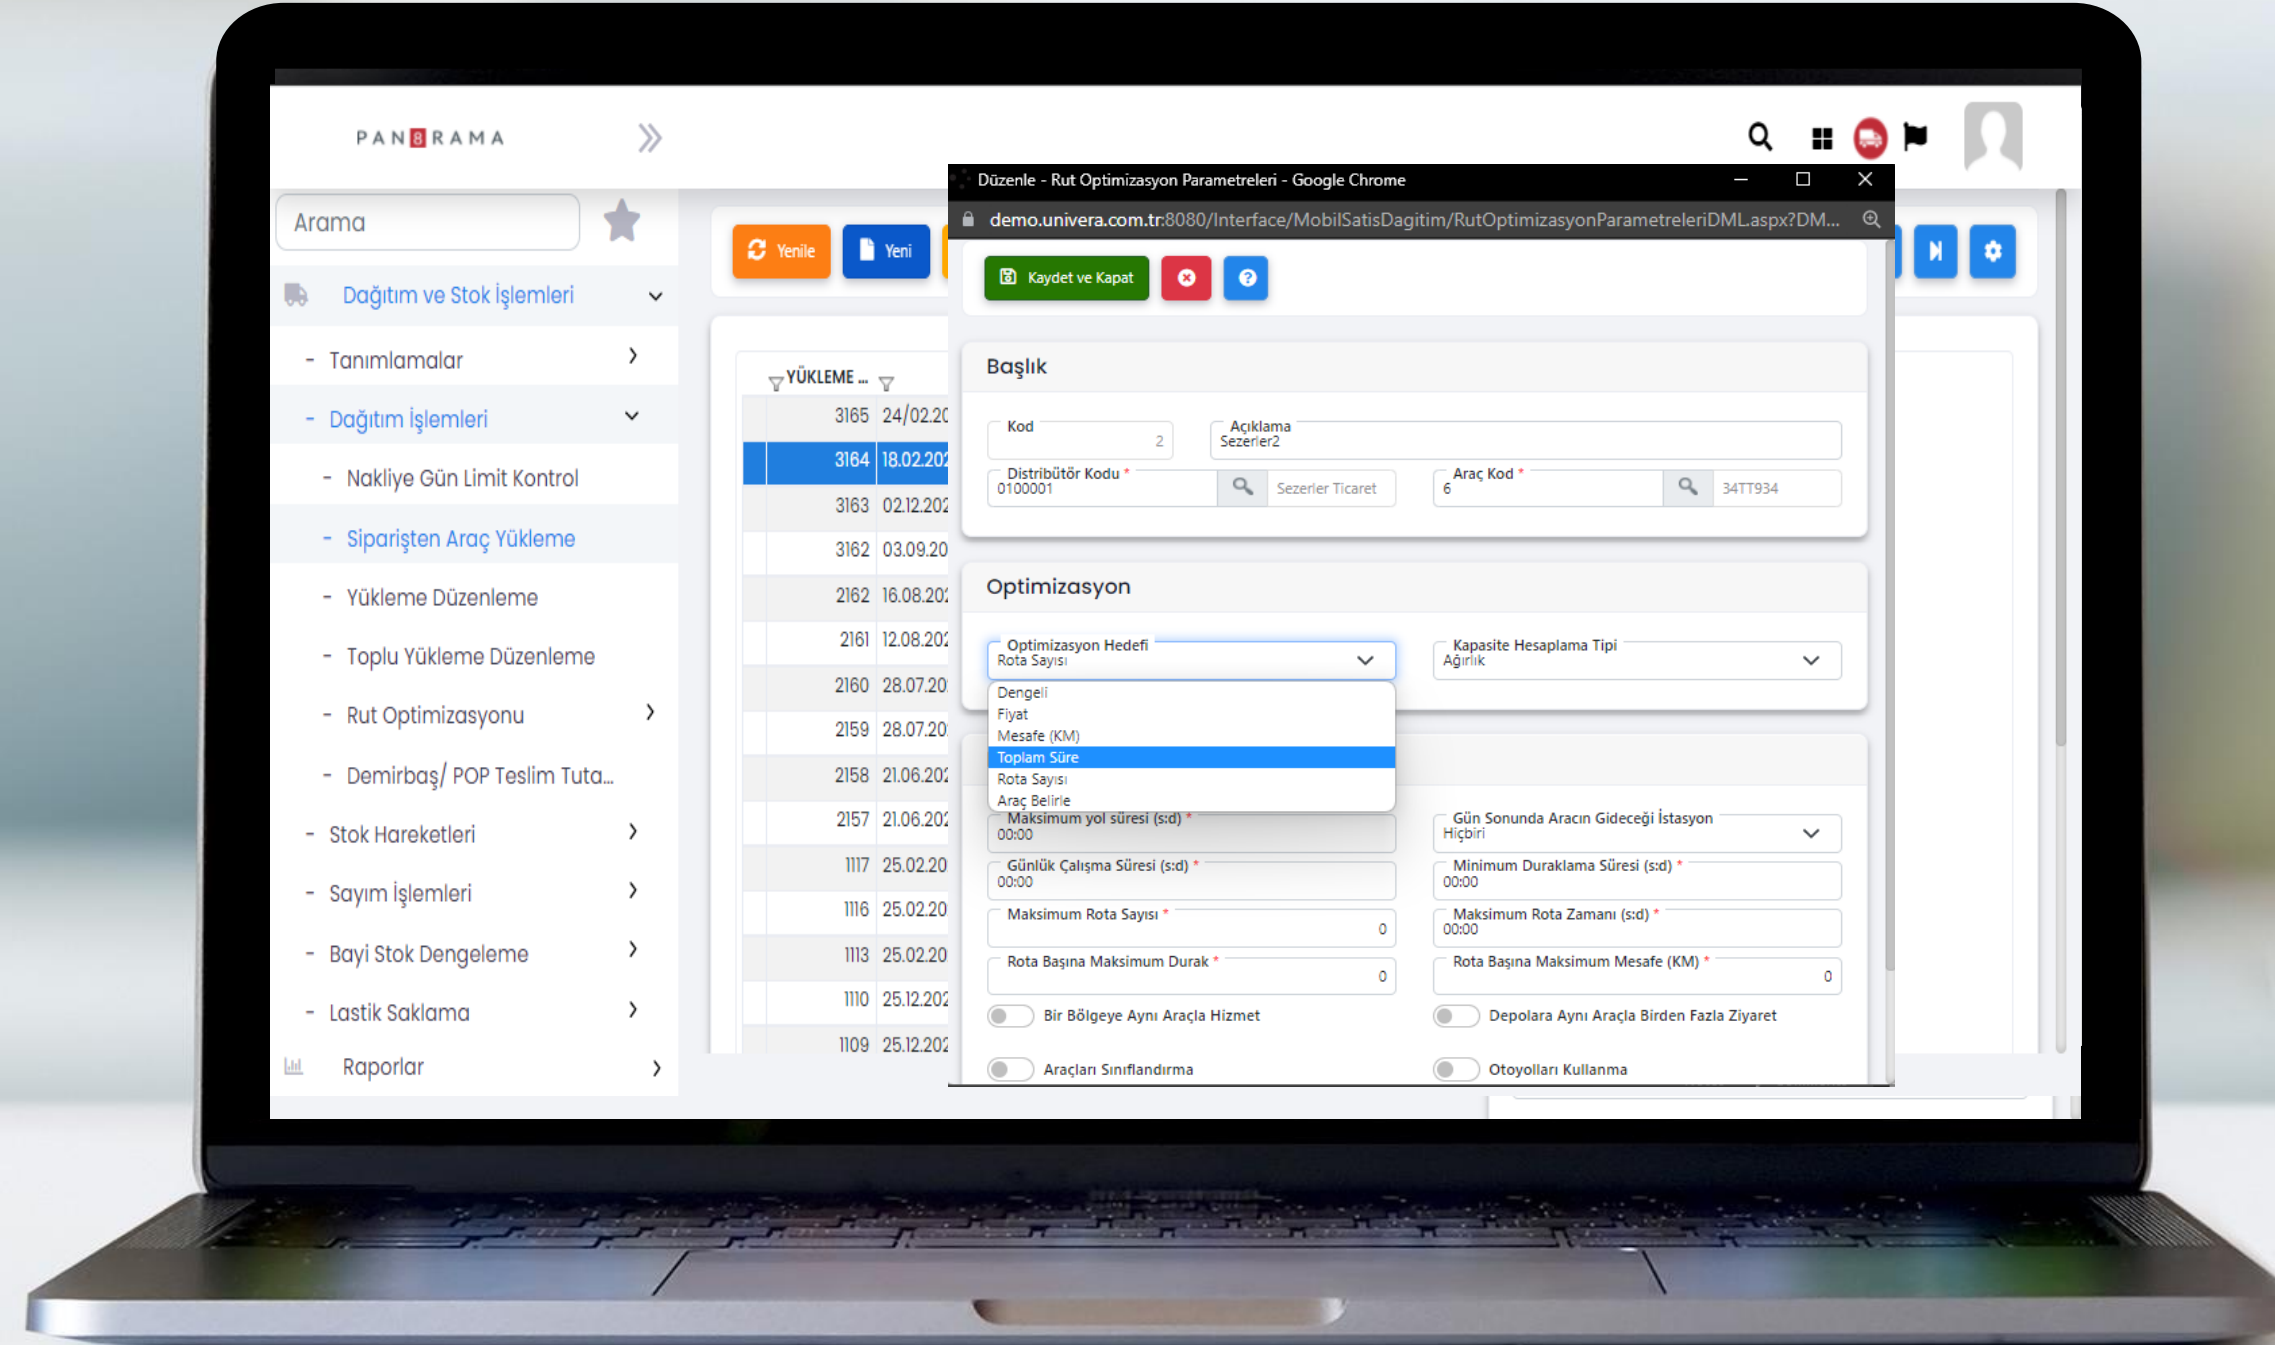 PAN8RAMA
Arama
Dağıtım ve Stok İşlemleri
- Tanımlamalar
- Dağıtım İşlemleri
- Nakliye Gün Limit Kontrol
- Siparişten Araç Yükleme
- Yükleme Düzenleme
- Toplu Yükleme Düzenleme
- Rut Optimizasyonu
- Demirbaş/ POP Teslim Tuta...
- Stok Hareketleri
- Sayım İşlemleri
- Bayi Stok Dengeleme
- Lastik Saklama
Raporlar
Yenile
Yeni
YÜKLEME ...
3165 24/02.20
3164 18.02.202
3163 02.12.202
3162 03.09.20
2162 16.08.202
2161 12.08.202
2160 28.07.20
2159 28.07.20
2158 21.06.202
2157 21.06.202
1117 25.02.20
1116 25.02.20
1113 25.02.20
1110 25.12.202
1109 25.12.202
Düzenle - Rut Optimizasyon Parametreleri - Google Chrome
demo.univera.com.tr:8080/Interface/MobilSatisDagitim/RutOptimizasyonParametreleriDML.aspx?DM...
Kaydet ve Kapat
Başlık
Kod
2
Açıklama
Sezerler2
Distribütör Kodu *
0100001
Sezerler Ticaret
Araç Kod *
6
34TT934
Optimizasyon
Optimizasyon Hedefi
Rota Sayısı
Kapasite Hesaplama Tipi
Ağırlık
Dengeli
Fiyat
Mesafe (KM)
Toplam Süre
Rota Sayısı
Araç Belirle
Maksimum yol süresi (s:d) *
00:00
Gün Sonunda Aracın Gideceği İstasyon
Hiçbiri
Günlük Çalışma Süresi (s:d) *
00:00
Minimum Duraklama Süresi (s:d) *
00:00
Maksimum Rota Sayısı *
0
Maksimum Rota Zamanı (s:d) *
00:00
Rota Başına Maksimum Durak *
0
Rota Başına Maksimum Mesafe (KM) *
0
Bir Bölgeye Aynı Araçla Hizmet
Depolara Aynı Araçla Birden Fazla Ziyaret
Araçları Sınıflandırma
Otoyolları Kullanma